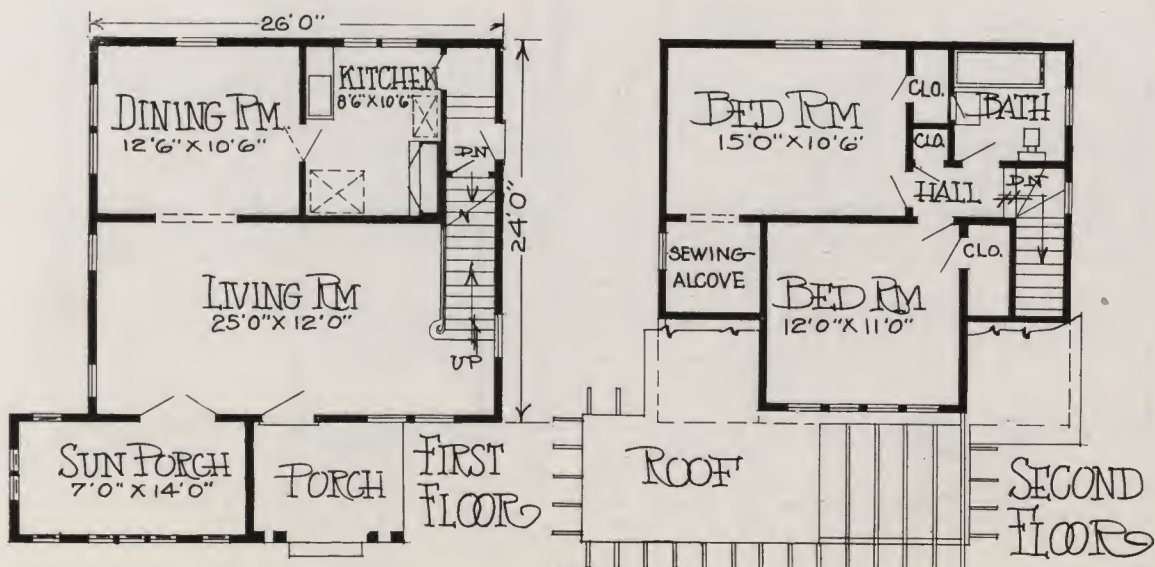 26'0"
KITCHEN
8'6" X 10'6"
DINING RM
12'6" X 10'6"
DN
24'0"
LIVING RM
25'0" X 12'0"
UP
SUN PORCH
7'0" X 14'0"
PORCH
FIRST
FLOOR
CLO.
BATH
BED RM
15'0" X 10'6"
CLO.
HALL
DN
SEWING
ALCOVE
CLO.
BED RM
12'0" X 11'0"
ROOF
SECOND
FLOOR